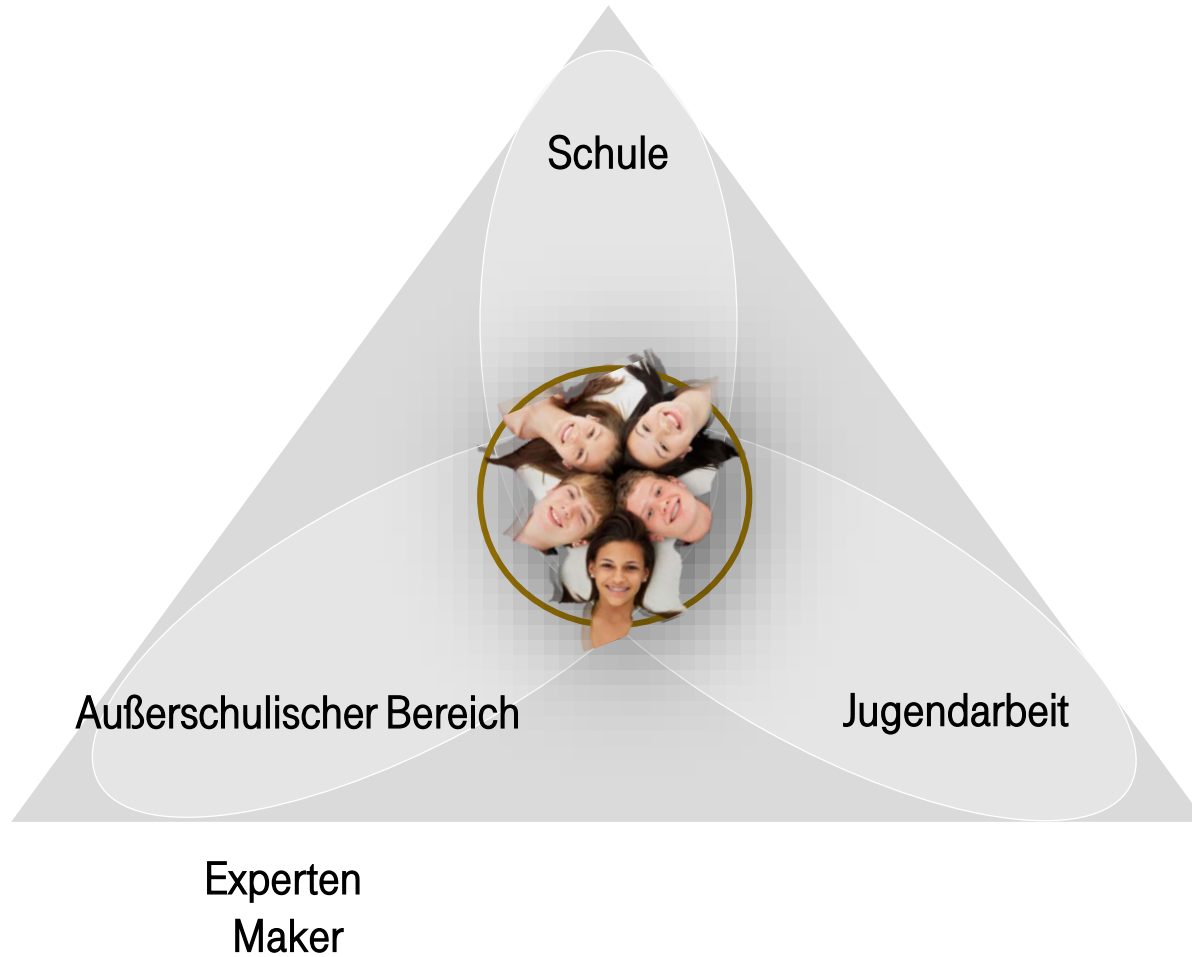 Schule
Außerschulischer Bereich
Jugendarbeit
Experten
Maker